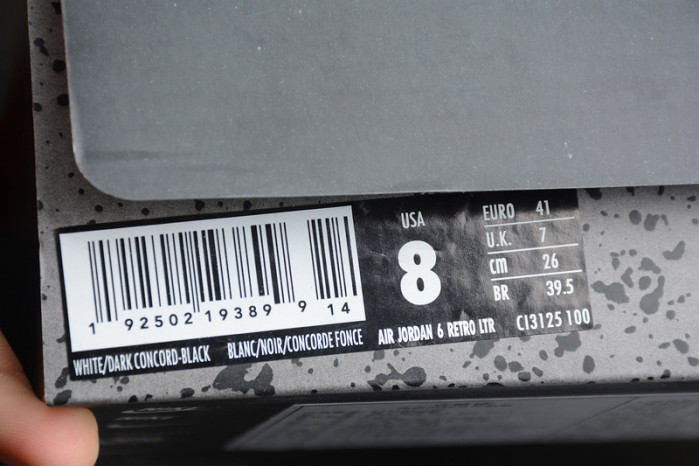 USA
8
EURO 41
U.K. 7
cm 26
BR 39.5
1 92502 19389 9 14
WHITE/DARK CONCORD-BLACK BLANC/NOIR/CONCORDE FONCE
AIR JORDAN 6 RETRO LTR CI3125 100